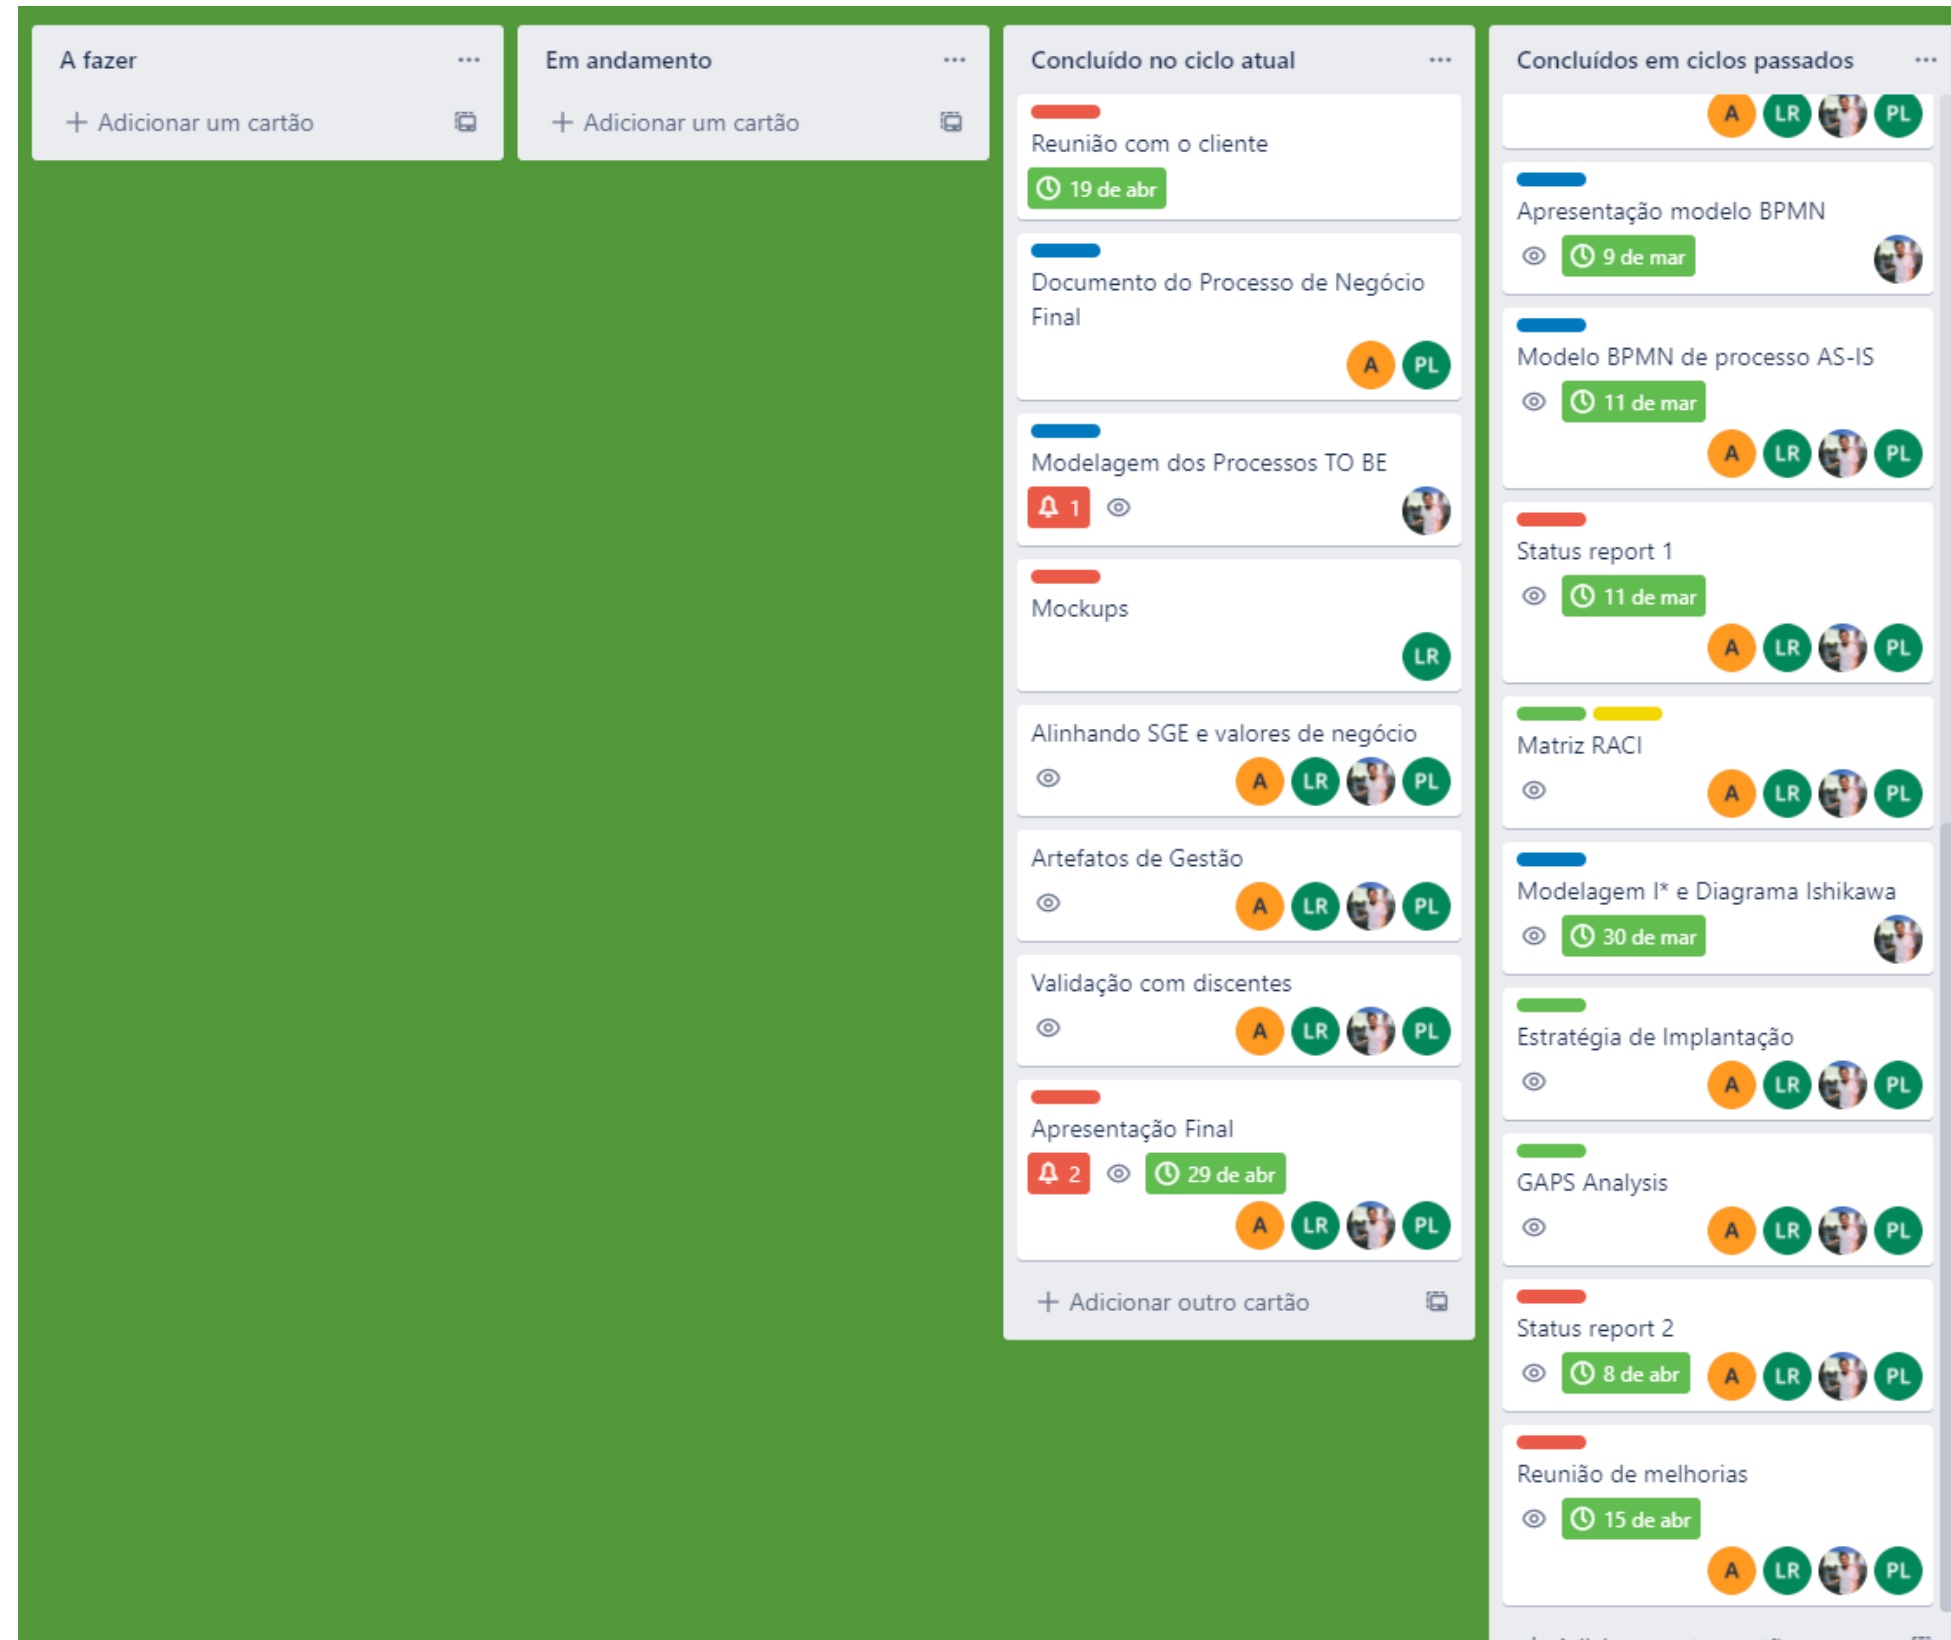 A fazer
Adicionar um cartão
Em andamento
Adicionar um cartão
Concluído no ciclo atual
Reunião com o cliente
19 de abr
Documento do Processo de Negócio
Final
A PL
Modelagem dos Processos TO BE
1
Mockups
LR
Alinhando SGE e valores de negócio
A LR PL
Artefatos de Gestão
A LR PL
Validação com discentes
A LR PL
Apresentação Final
2 29 de abr
A LR PL
Adicionar outro cartão
Concluídos em ciclos passados
A LR PL
Apresentação modelo BPMN
9 de mar
Modelo BPMN de processo AS-IS
11 de mar
A LR PL
Status report 1
11 de mar
A LR PL
Matriz RACI
A LR PL
Modelagem I* e Diagrama Ishikawa
30 de mar
Estratégia de Implantação
A LR PL
GAPS Analysis
A LR PL
Status report 2
8 de abr A LR PL
Reunião de melhorias
15 de abr
A LR PL